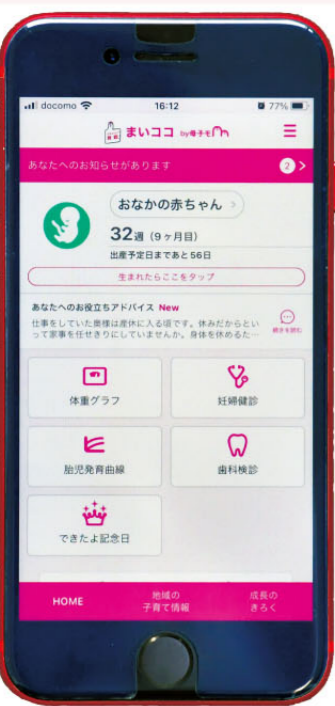 docomo 16:12 77%
まいココ by母子モ
あなたへのお知らせがあります 2
おなかの赤ちゃん
32週(9ヶ月目)
出産予定日まであと56日
生まれたらここをタップ
あなたへのお役立ちアドバイス New
仕事をしていた奥様は産休に入る頃です。休みだからとい
って家事を任せきりにしていませんか。身体を休めるた…
続きを読む
体重グラフ 妊婦健診
胎児発育曲線 歯科検診
できたよ記念日
HOME 地域の 成長の
子育て情報 きろく